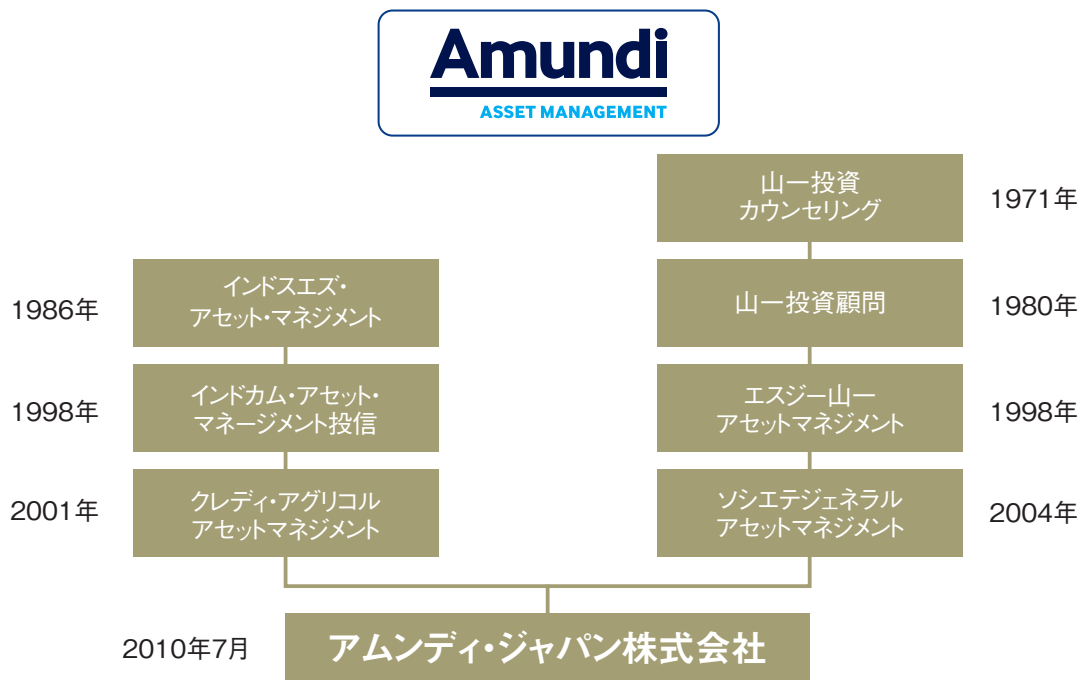 Amundi
ASSET MANAGEMENT
山一投資
カウンセリング
1971年
1986年
インドスエズ・
アセット・マネジメント
山一投資顧問
1980年
1998年
インドカム・アセット・
マネージメント投信
エスジー山一
アセットマネジメント
1998年
2001年
クレディ・アグリコル
アセットマネジメント
ソシエテジェネラル
アセットマネジメント
2004年
2010年7月
アムンディ・ジャパン株式会社